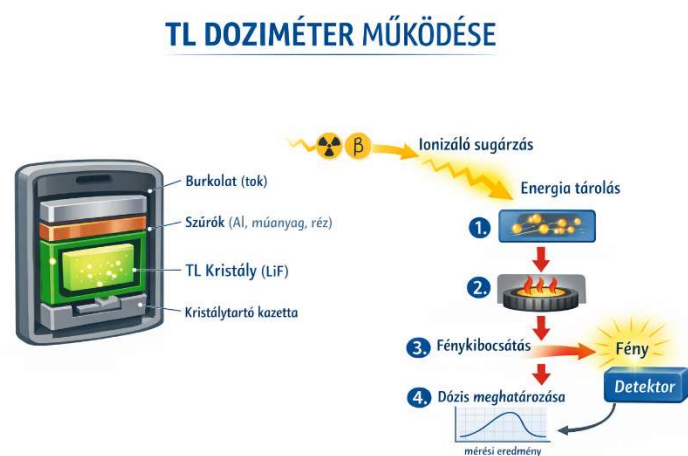 TL DOZIMÉTER MŰKÖDÉSE
Burkolat (tok)
Szűrők (Al, múanyag, réz)
TL Kristály (LiF)
Kristálytartó kazetta
β
Ionizáló sugárzás
Energia tárolás
1.
2.
3. Fénykibocsátás
Fény
Detektor
4. Dózis meghatározása
mérési eredmény